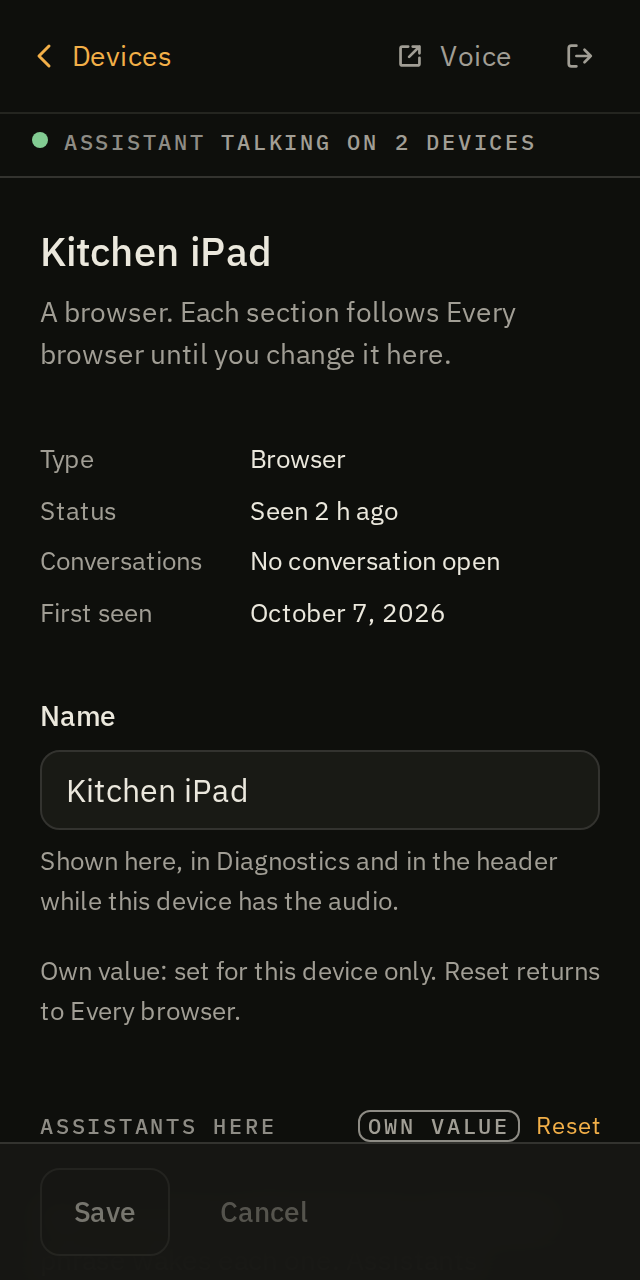 Devices
Voice
ASSISTANT TALKING ON 2 DEVICES
Kitchen iPad
A browser. Each section follows Every
browser until you change it here.
Type Browser
Status Seen 2 h ago
Conversations No conversation open
First seen October 7, 2026
Name
Kitchen iPad
Shown here, in Diagnostics and in the header
while this device has the audio.
Own value: set for this device only. Reset returns
to Every browser.
ASSISTANTS HERE OWN VALUE Reset
Save Cancel